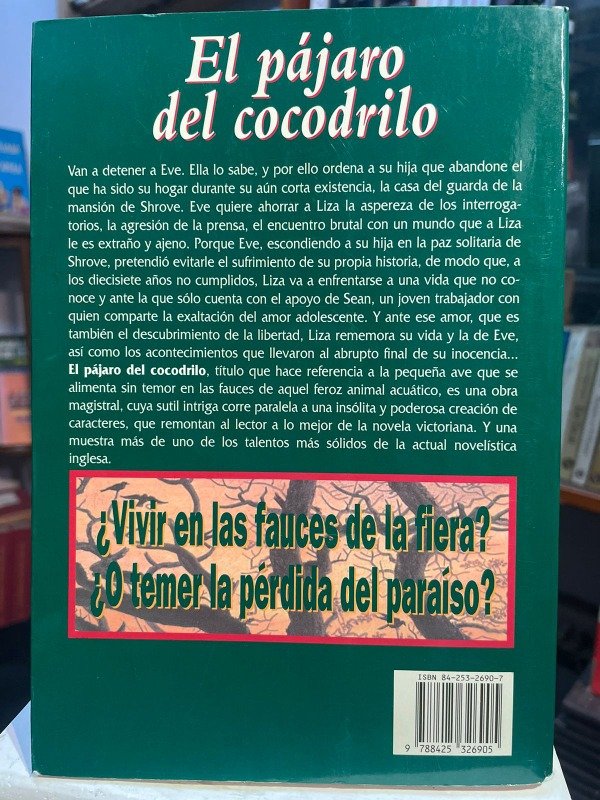 El pájaro
del cocodrilo
Van a detener a Eve. Ella lo sabe, y por ello ordena a su hija que abandone el
que ha sido su hogar durante su aún corta existencia, la casa del guarda de la
mansión de Shrove. Eve quiere ahorrar a Liza la aspereza de los interroga-
torios, la agresión de la prensa, el encuentro brutal con un mundo que a Liza
le es extraño y ajeno. Porque Eve, escondiendo a su hija en la paz solitaria de
Shrove, pretendió evitarle el sufrimiento de su propia historia, de modo que, a
los diecisiete años no cumplidos, Liza va a enfrentarse a una vida que no co-
noce y ante la que sólo cuenta con el apoyo de Sean, un joven trabajador con
quien comparte la exaltación del amor adolescente. Y ante ese amor, que es
también el descubrimiento de la libertad, Liza rememora su vida y la de Eve,
así como los acontecimientos que llevaron al abrupto final de su inocencia...
El pájaro del cocodrilo, título que hace referencia a la pequeña ave que se
alimenta sin temor en las fauces de aquel feroz animal acuático, es una obra
magistral, cuya sutil intriga corre paralela a una insólita y poderosa creación de
caracteres, que remontan al lector a lo mejor de la novela victoriana. Y una
muestra más de uno de los talentos más sólidos de la actual novelística
inglesa.
¿Vivir en las fauces de la fiera?
¿O temer la pérdida del paraíso?
ISBN 84-253-2690-7
9 788425 326905